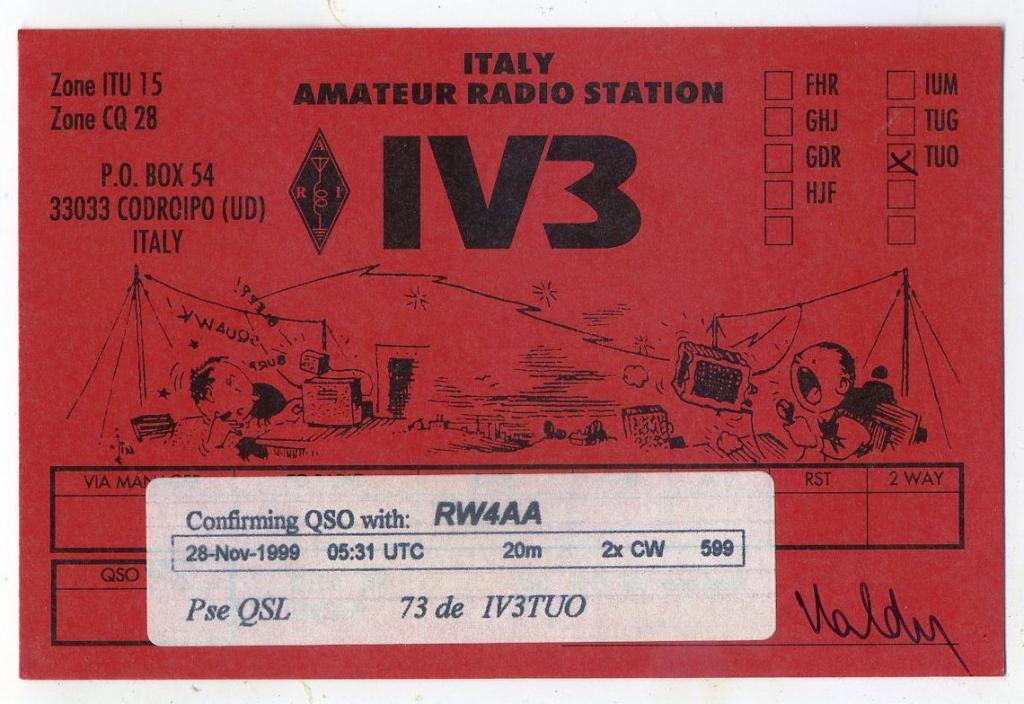 Zone ITU 15
Zone CQ 28
P.O. BOX 54
33033 CODROIPO (UD)
ITALY
A
R I
ITALY
AMATEUR RADIO STATION
IV3
FHR
GHJ
GDR
HJF
IUM
TUG
X TUO
BEEP!
SQUAWK
BURP
VIA MANAGER
RST
2 WAY
QSO
Confirming QSO with: RW4AA
28-Nov-1999 05:31 UTC 20m 2x CW 599
Pse QSL 73 de IV3TUO
Valdy